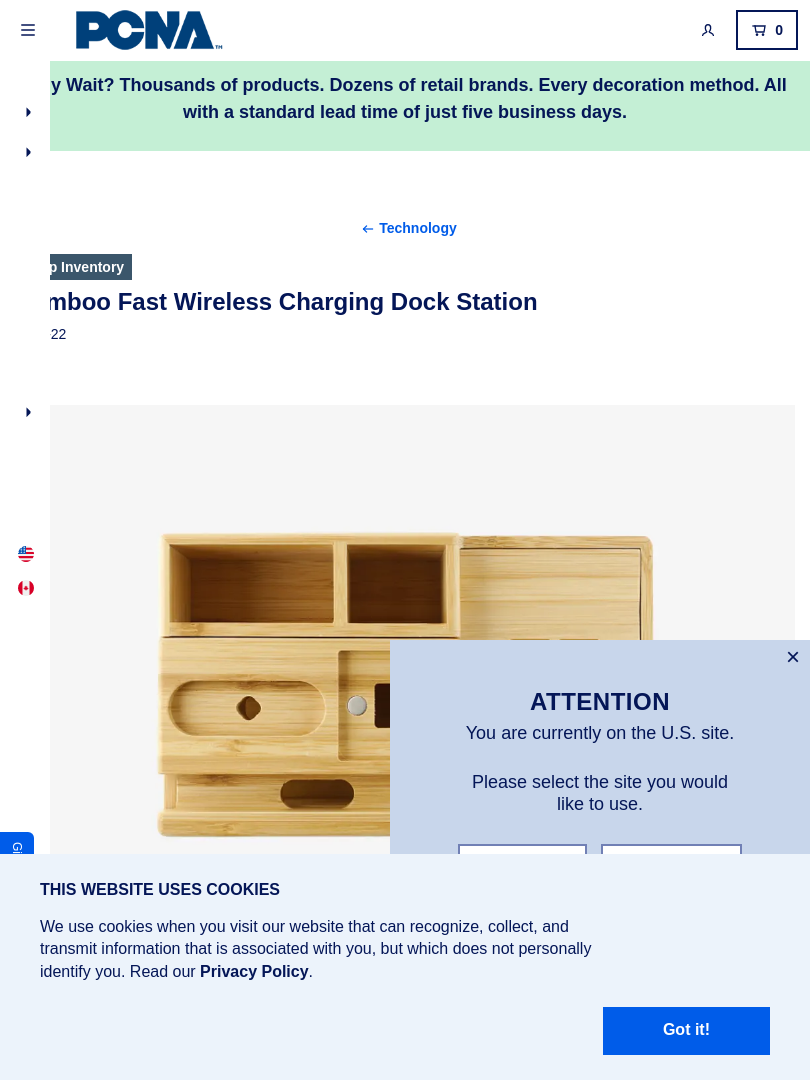 PCNA™
0
y Wait? Thousands of products. Dozens of retail brands. Every decoration method. All
with a standard lead time of just five business days.
← Technology
p Inventory
mboo Fast Wireless Charging Dock Station
22
ATTENTION
You are currently on the U.S. site.
Please select the site you would
like to use.
Gi
THIS WEBSITE USES COOKIES
We use cookies when you visit our website that can recognize, collect, and
transmit information that is associated with you, but which does not personally
identify you. Read our Privacy Policy.
Got it!